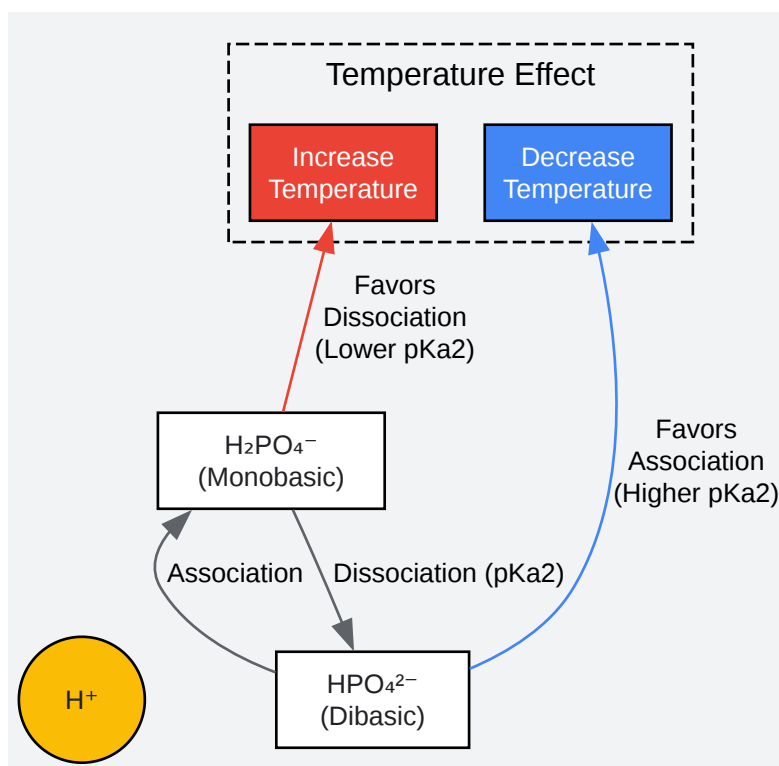 Temperature Effect
Increase
Temperature
Decrease
Temperature
Favors
Dissociation
(Lower pKa2)
Favors
Association
(Higher pKa2)
H₂PO₄⁻
(Monobasic)
Association
Dissociation (pKa2)
HPO₄²⁻
(Dibasic)
H⁺